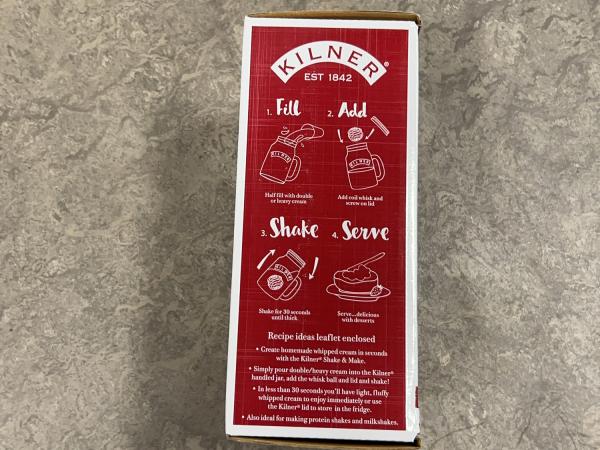 KILNER®
EST 1842
1. Fill
2. Add
KILNER
KILNER
Half fill with double
or heavy cream
Add coil whisk and
screw on lid
3. Shake
4. Serve
KILNER
Shake for 30 seconds
until thick
Serve...delicious
with desserts
Recipe ideas leaflet enclosed
• Create homemade whipped cream in seconds
with the Kilner® Shake & Make.
• Simply pour double/heavy cream into the Kilner®
handled jar, add the whisk ball and lid and shake!
• In less than 30 seconds you'll have light, fluffy
whipped cream to enjoy immediately or use
the Kilner® lid to store in the fridge.
• Also ideal for making protein shakes and milkshakes.